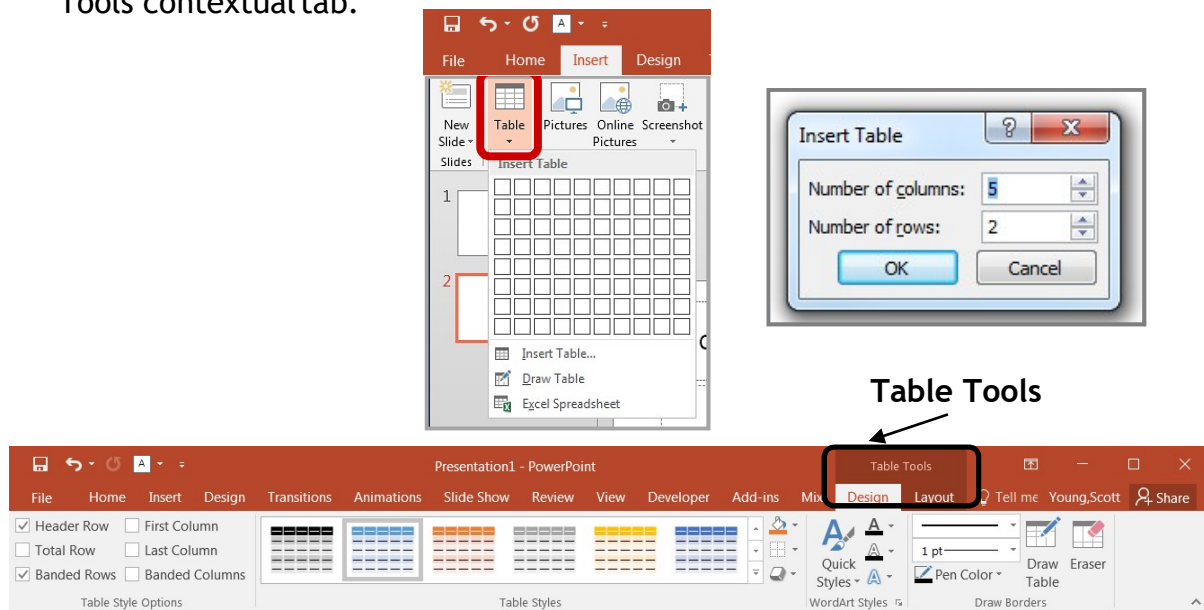 Tools contextual tab.
File Home Insert Design
New Slide
Table
Pictures
Online Pictures
Screenshot
Slides
Insert Table
1
2
Insert Table...
Draw Table
Excel Spreadsheet
Insert Table
Number of columns: 5
Number of rows: 2
OK Cancel
Table Tools
Presentation1 - PowerPoint
Table Tools
File Home Insert Design Transitions Animations Slide Show Review View Developer Add-ins Mix Design Layout Tell me Young,Scott Share
Header Row First Column
Total Row Last Column
Banded Rows Banded Columns
Table Style Options
Table Styles
Quick Styles
WordArt Styles
1 pt
Pen Color
Draw Table
Eraser
Draw Borders